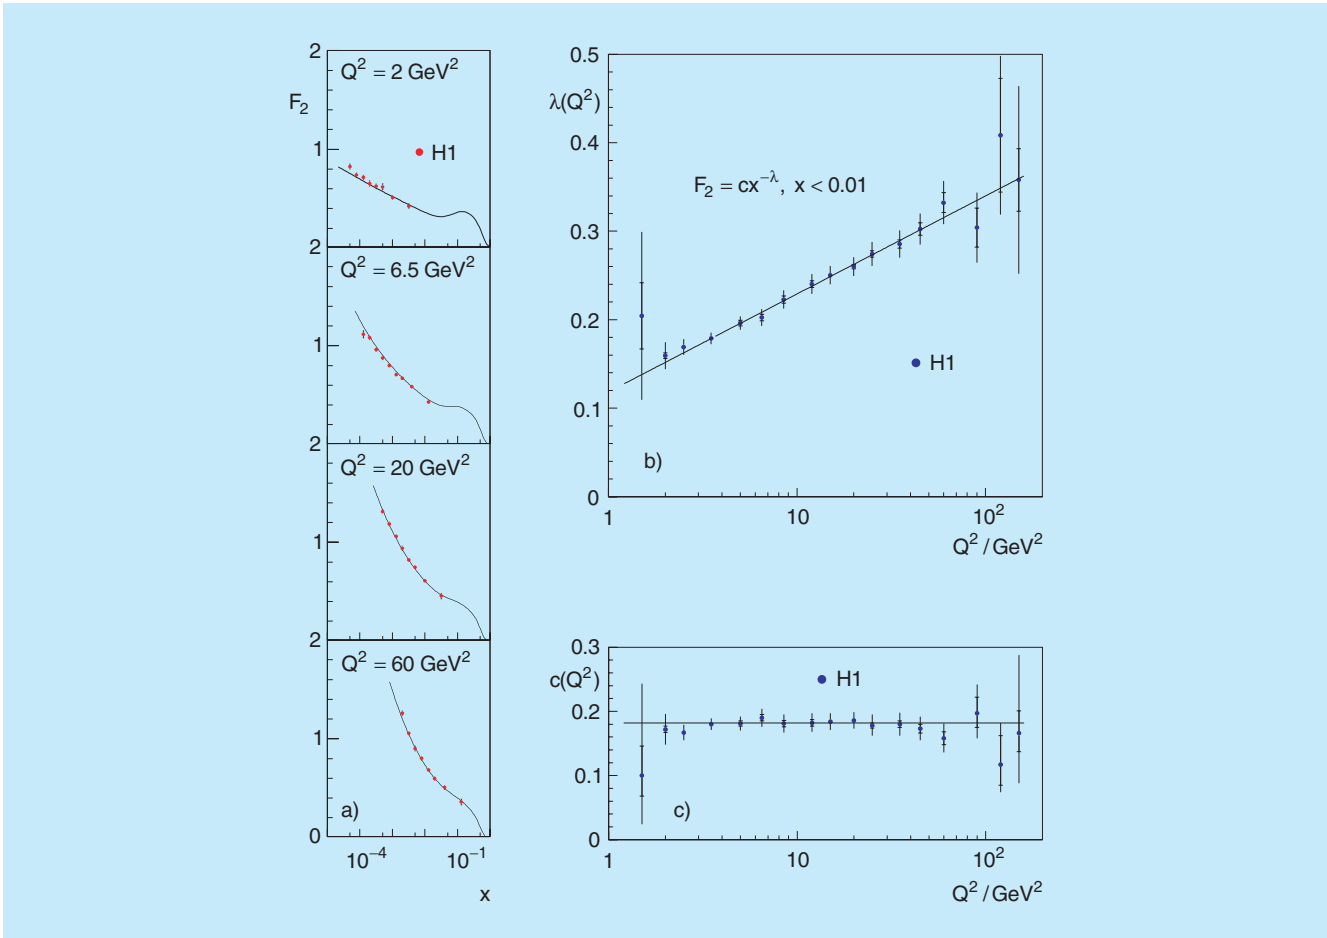 2
Q² = 2 GeV²
F₂
1
H1
2
Q² = 6.5 GeV²
1
2
Q² = 20 GeV²
1
2
Q² = 60 GeV²
1
a)
0
10⁻⁴ 10⁻¹
x
0.5
λ(Q²)
0.4
F₂ = cx⁻λ, x < 0.01
0.3
0.2
H1
0.1
b)
0
1 10 10²
Q² / GeV²
0.3
c(Q²)
H1
0.2
0.1
c)
0
1 10 10²
Q² / GeV²